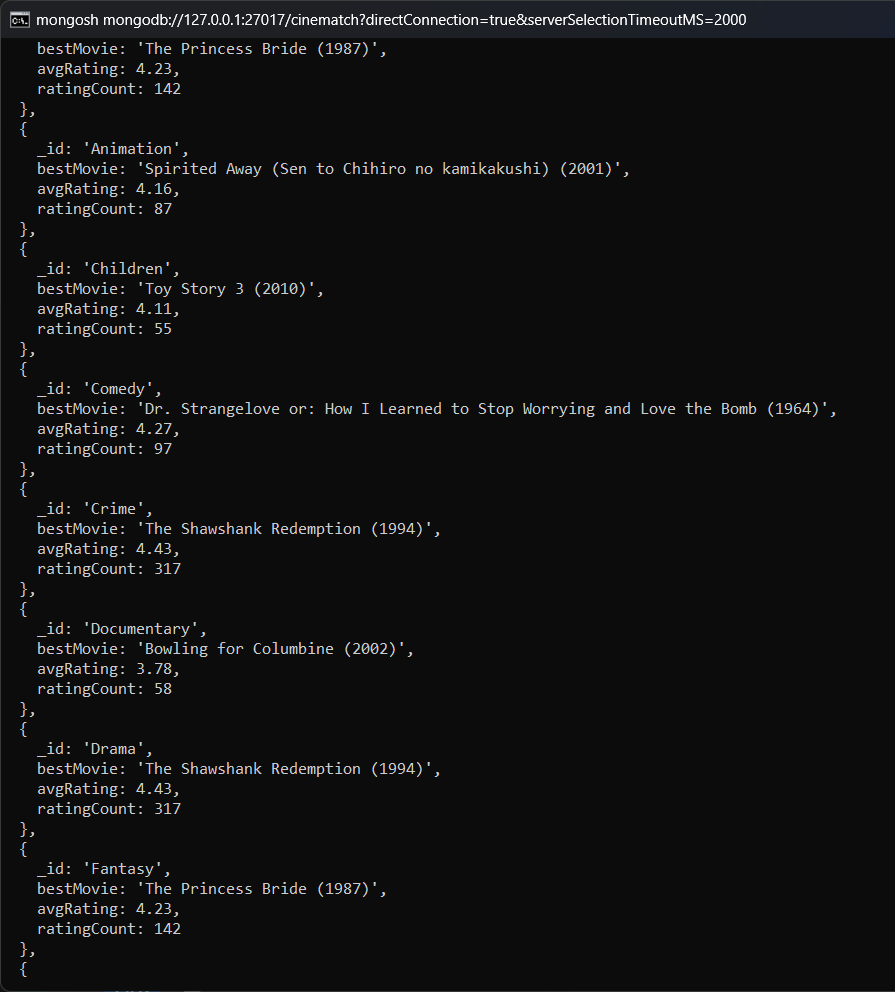 mongosh mongodb://127.0.0.1:27017/cinematch?directConnection=true&serverSelectionTimeoutMS=2000
bestMovie: 'The Princess Bride (1987)',
avgRating: 4.23,
ratingCount: 142
},
{
_id: 'Animation',
bestMovie: 'Spirited Away (Sen to Chihiro no kamikakushi) (2001)',
avgRating: 4.16,
ratingCount: 87
},
{
_id: 'Children',
bestMovie: 'Toy Story 3 (2010)',
avgRating: 4.11,
ratingCount: 55
},
{
_id: 'Comedy',
bestMovie: 'Dr. Strangelove or: How I Learned to Stop Worrying and Love the Bomb (1964)',
avgRating: 4.27,
ratingCount: 97
},
{
_id: 'Crime',
bestMovie: 'The Shawshank Redemption (1994)',
avgRating: 4.43,
ratingCount: 317
},
{
_id: 'Documentary',
bestMovie: 'Bowling for Columbine (2002)',
avgRating: 3.78,
ratingCount: 58
},
{
_id: 'Drama',
bestMovie: 'The Shawshank Redemption (1994)',
avgRating: 4.43,
ratingCount: 317
},
{
_id: 'Fantasy',
bestMovie: 'The Princess Bride (1987)',
avgRating: 4.23,
ratingCount: 142
},
{